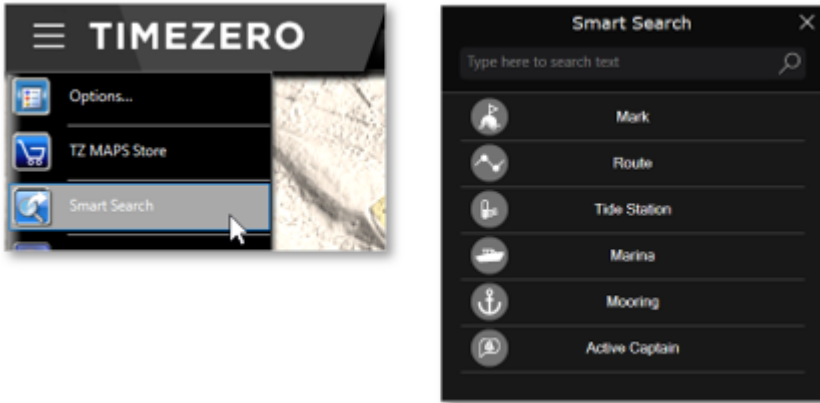 TIMEZERO
Options...
TZ MAPS Store
Smart Search
Smart Search
Type here to search text
Mark
Route
Tide Station
Marina
Mooring
Active Captain